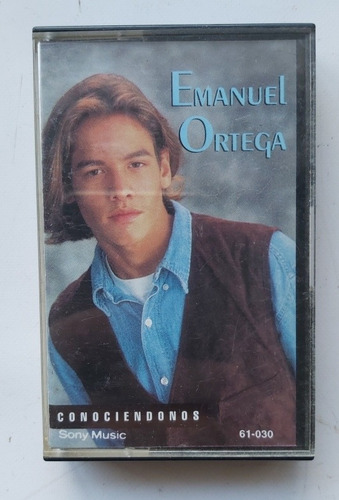 EMANUEL
ORTEGA
CONOCIENDONOS
Sony Music 61-030